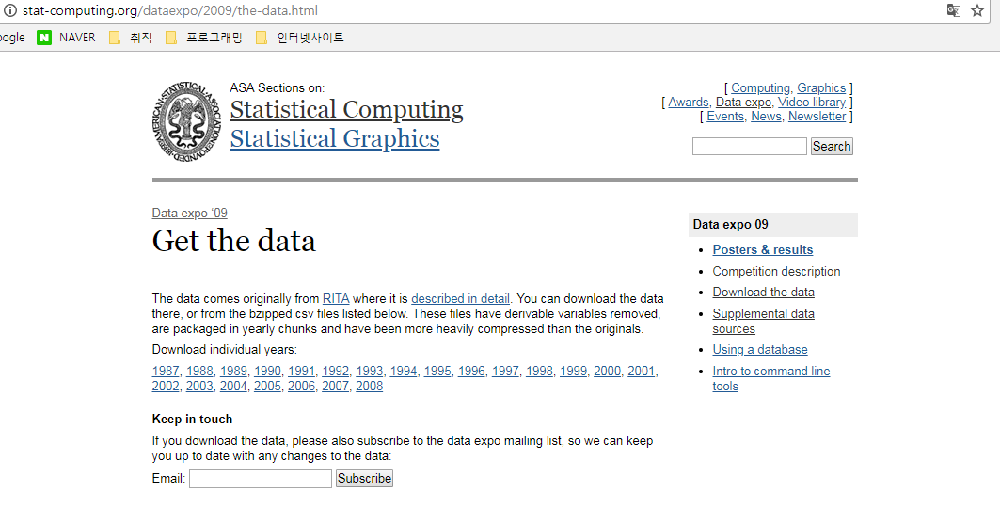 stat-computing.org/dataexpo/2009/the-data.html
ogle NAVER 취직 프로그래밍 인터넷사이트
ASA Sections on:
Statistical Computing
Statistical Graphics
[ Computing, Graphics ]
[ Awards, Data expo, Video library ]
[ Events, News, Newsletter ]
Search
AMERICAN·STATISTICAL·ASSOCIATION
Data expo '09
Get the data
The data comes originally from RITA where it is described in detail. You can download the data
there, or from the bzipped csv files listed below. These files have derivable variables removed,
are packaged in yearly chunks and have been more heavily compressed than the originals.
Download individual years:
1987, 1988, 1989, 1990, 1991, 1992, 1993, 1994, 1995, 1996, 1997, 1998, 1999, 2000, 2001,
2002, 2003, 2004, 2005, 2006, 2007, 2008
Keep in touch
If you download the data, please also subscribe to the data expo mailing list, so we can keep
you up to date with any changes to the data:
Email: Subscribe
Data expo 09
• Posters & results
• Competition description
• Download the data
• Supplemental data
sources
• Using a database
• Intro to command line
tools